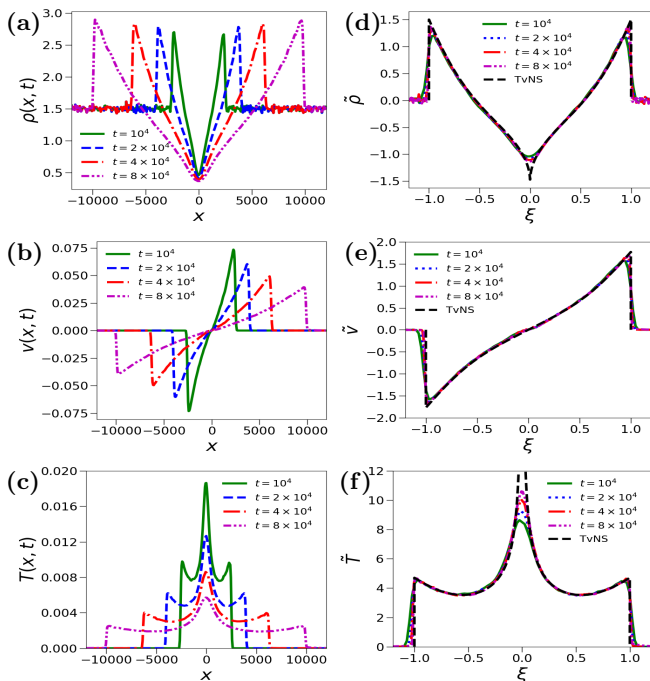 (a)
3.0
2.5
2.0
1.5
1.0
0.5
ρ(x, t)
t = 10⁴
t = 2 × 10⁴
t = 4 × 10⁴
t = 8 × 10⁴
−10000 −5000 0 5000 10000
x
(d)
1.5
1.0
0.5
0.0
−0.5
−1.0
−1.5
ρ̃
t = 10⁴
t = 2 × 10⁴
t = 4 × 10⁴
t = 8 × 10⁴
TvNS
−1.0 −0.5 0.0 0.5 1.0
ξ
(b)
0.075
0.050
0.025
0.000
−0.025
−0.050
−0.075
v(x, t)
t = 10⁴
t = 2 × 10⁴
t = 4 × 10⁴
t = 8 × 10⁴
−10000 −5000 0 5000 10000
x
(e)
2.0
1.5
1.0
0.5
0.0
−0.5
−1.0
−1.5
−2.0
ṽ
t = 10⁴
t = 2 × 10⁴
t = 4 × 10⁴
t = 8 × 10⁴
TvNS
−1.0 −0.5 0.0 0.5 1.0
ξ
(c)
0.020
0.016
0.012
0.008
0.004
0.000
T(x, t)
t = 10⁴
t = 2 × 10⁴
t = 4 × 10⁴
t = 8 × 10⁴
−10000 −5000 0 5000 10000
x
(f)
12
10
8
6
4
2
0
T̃
t = 10⁴
t = 2 × 10⁴
t = 4 × 10⁴
t = 8 × 10⁴
TvNS
−1.0 −0.5 0.0 0.5 1.0
ξ